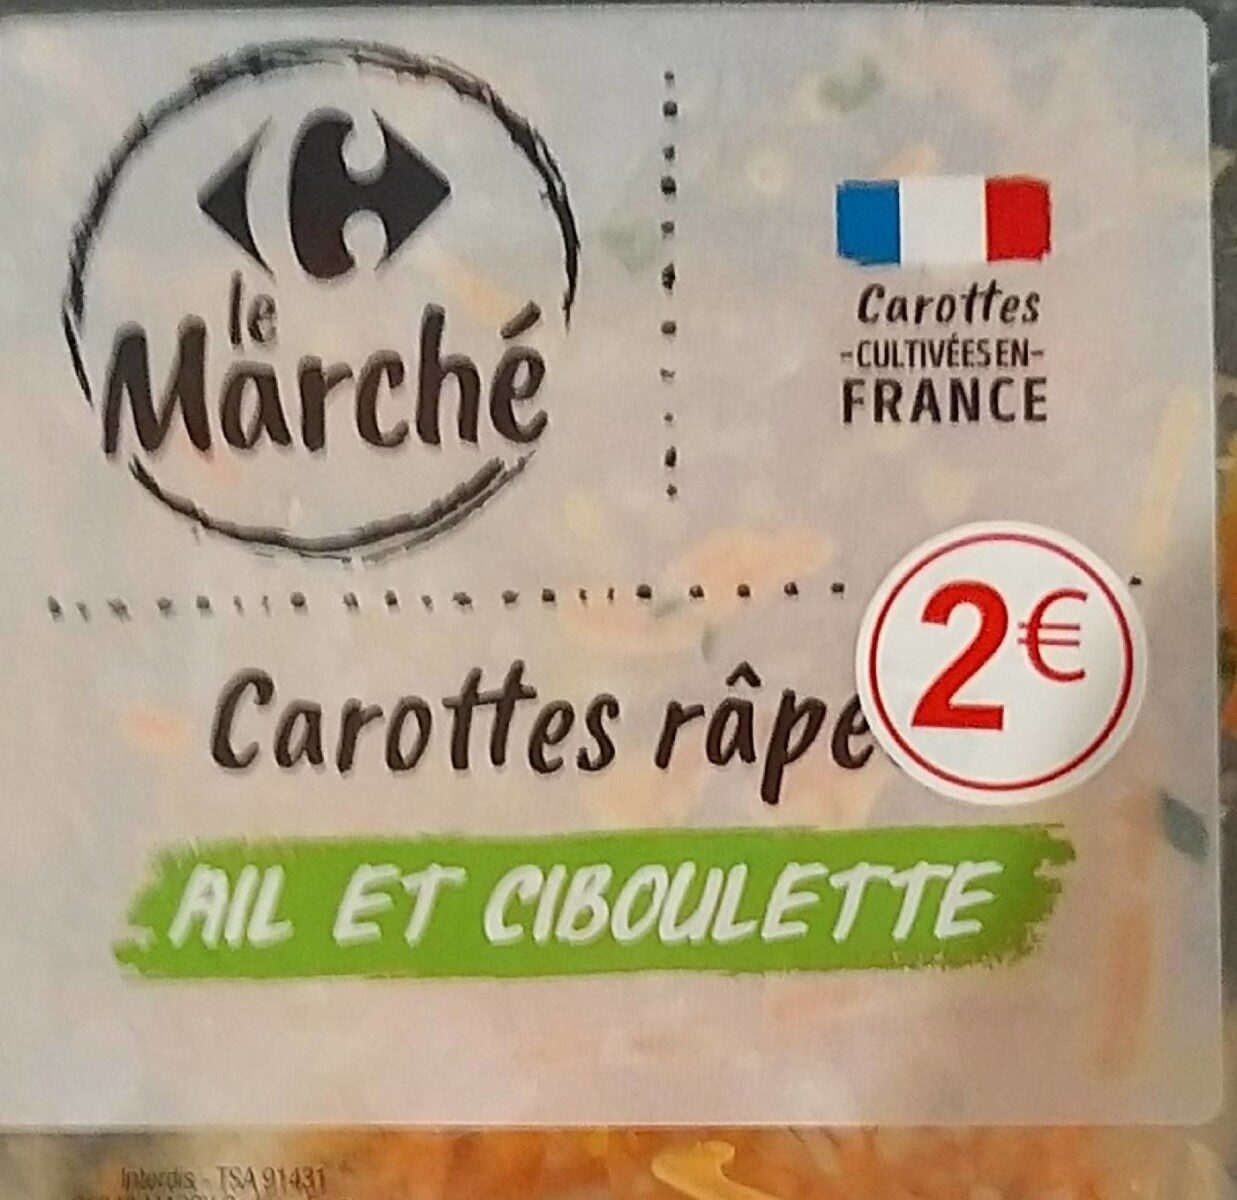 le
Marché
Carottes
-CULTIVÉES EN-
FRANCE
2€
Carottes râpé
AIL ET CIBOULETTE
Interdis - TSA 91431